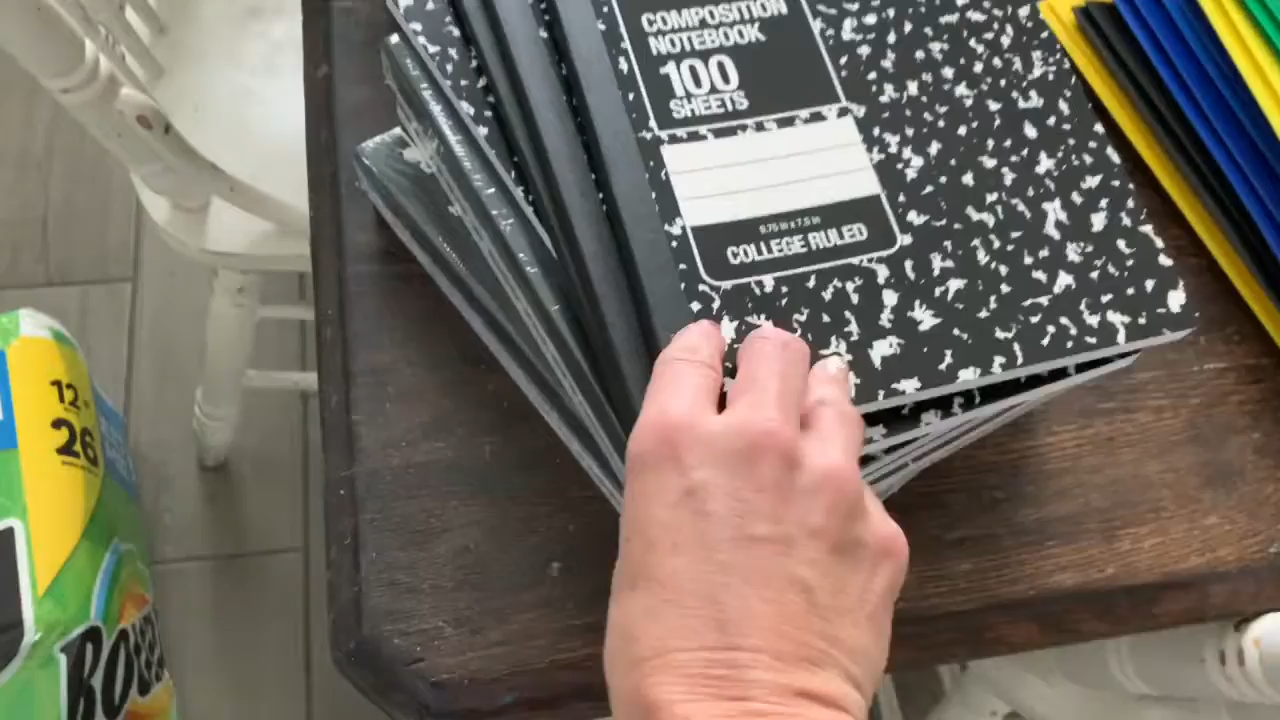 COMPOSITION
NOTEBOOK
100
SHEETS
9.75 in x 7.5 in
COLLEGE RULED
12
26